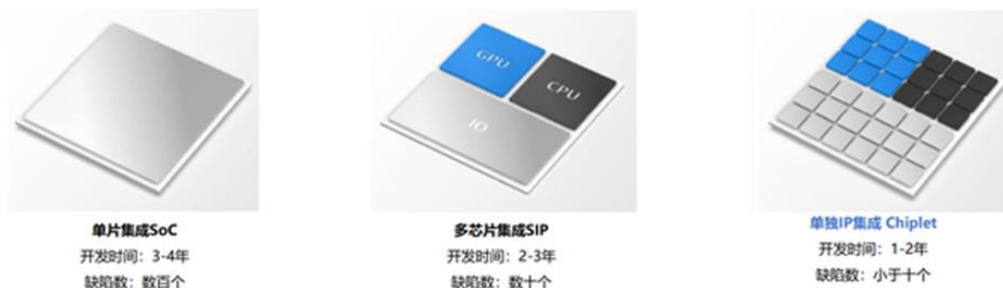 GPU
CPU
IO
单片集成SoC
开发时间：3-4年
缺陷数：数百个
多芯片集成SIP
开发时间：2-3年
缺陷数：数十个
单独IP集成 Chiplet
开发时间：1-2年
缺陷数：小于十个